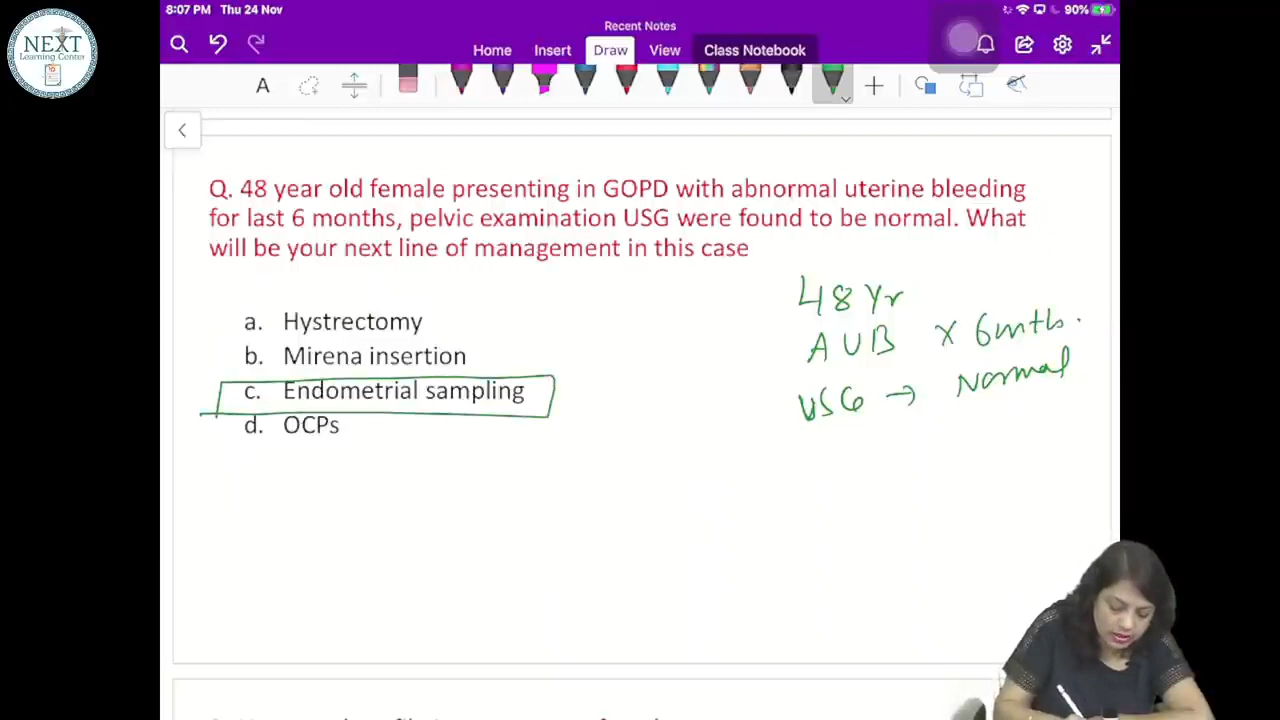 8:07 PM Thu 24 Nov
90%
Recent Notes
NEXT
Learning Center
Home Insert Draw View Class Notebook
A
Q. 48 year old female presenting in GOPD with abnormal uterine bleeding
for last 6 months, pelvic examination USG were found to be normal. What
will be your next line of management in this case
a. Hystrectomy
b. Mirena insertion
c. Endometrial sampling
d. OCPs
48 Yr
AUB x 6mths.
USG → Normal